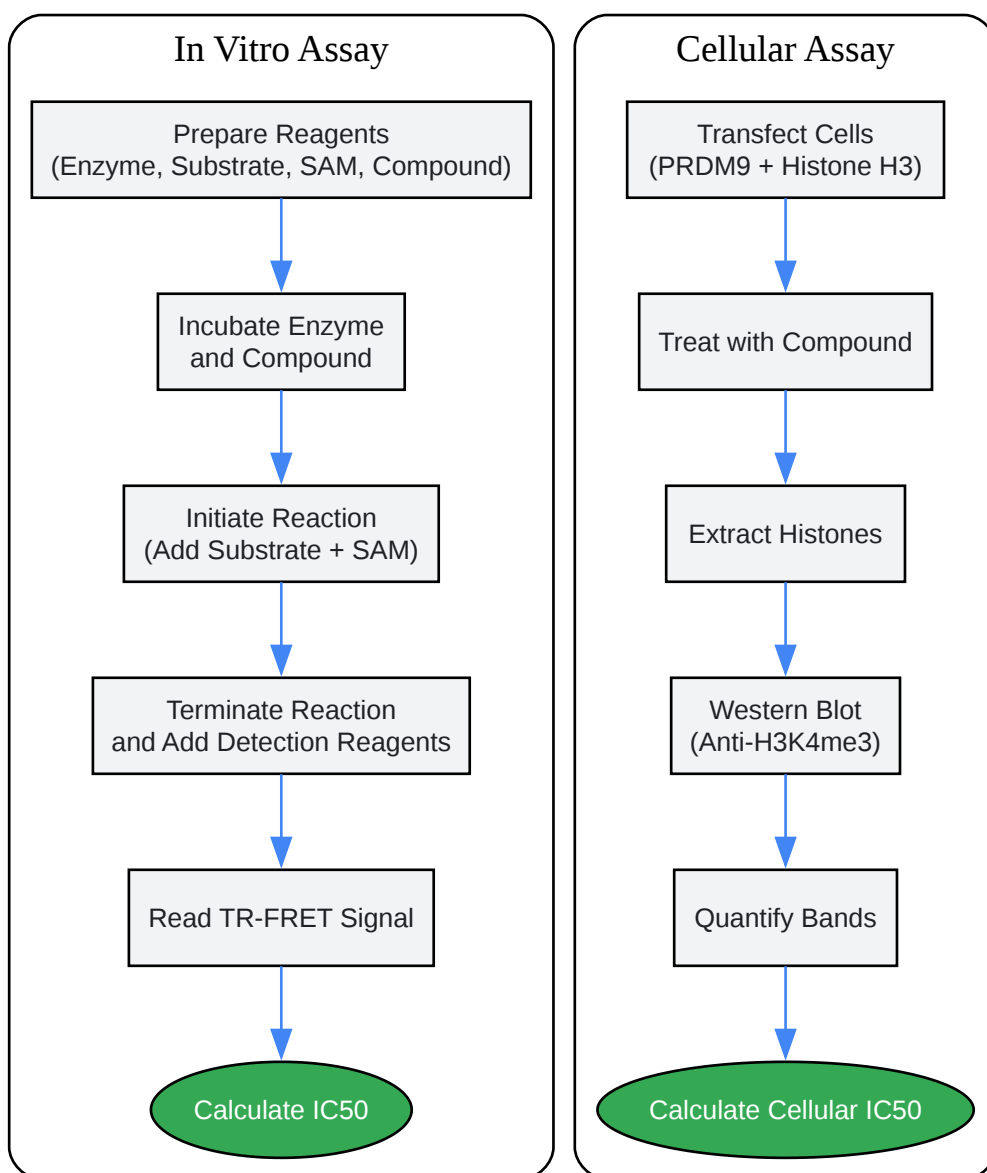 In Vitro Assay
Prepare Reagents
(Enzyme, Substrate, SAM, Compound)
Incubate Enzyme
and Compound
Initiate Reaction
(Add Substrate + SAM)
Terminate Reaction
and Add Detection Reagents
Read TR-FRET Signal
Calculate IC50
Cellular Assay
Transfect Cells
(PRDM9 + Histone H3)
Treat with Compound
Extract Histones
Western Blot
(Anti-H3K4me3)
Quantify Bands
Calculate Cellular IC50